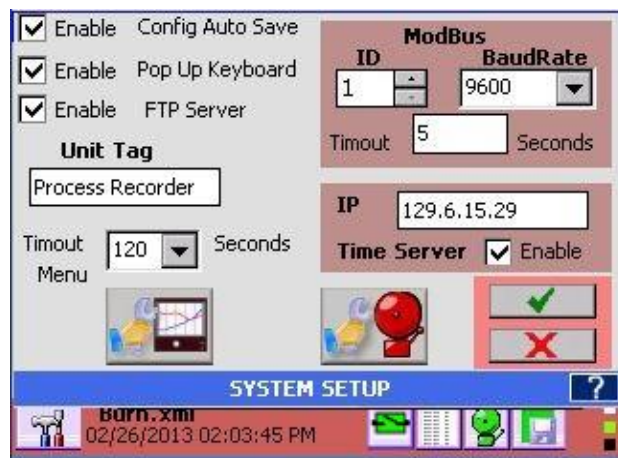 Enable Config Auto Save
Enable Pop Up Keyboard
Enable FTP Server
Unit Tag
Process Recorder
Timout 120 Seconds
Menu
ModBus
ID BaudRate
1 9600
Timout 5 Seconds
IP 129.6.15.29
Time Server Enable
SYSTEM SETUP ?
Burn.xml
02/26/2013 02:03:45 PM